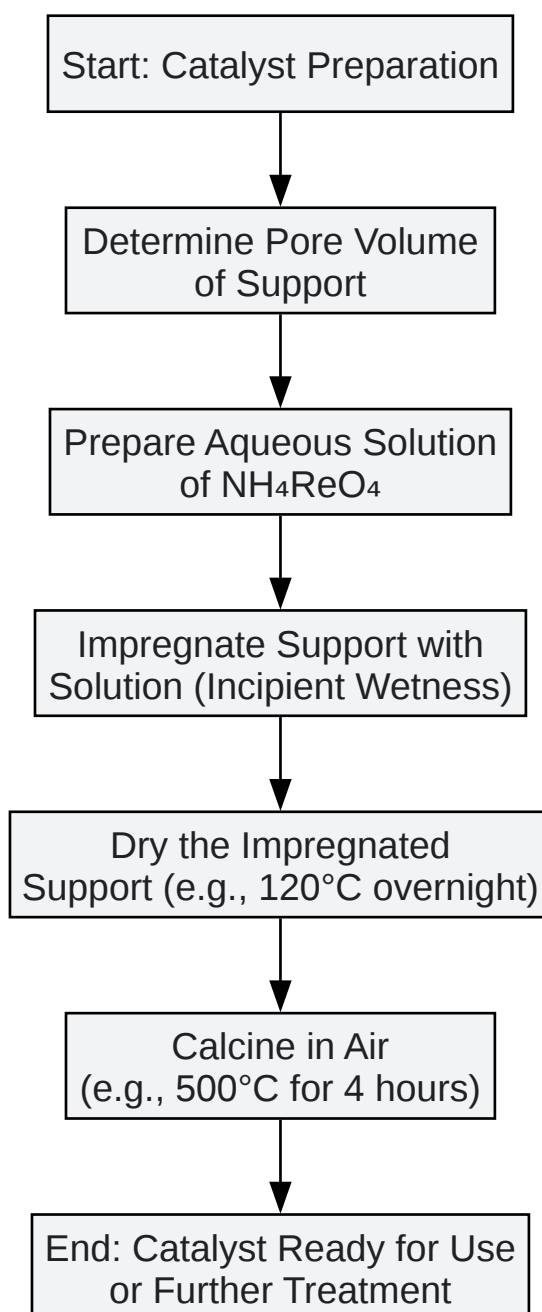 Start: Catalyst Preparation
Determine Pore Volume
of Support
Prepare Aqueous Solution
of NH₄ReO₄
Impregnate Support with
Solution (Incipient Wetness)
Dry the Impregnated
Support (e.g., 120°C overnight)
Calcine in Air
(e.g., 500°C for 4 hours)
End: Catalyst Ready for Use
or Further Treatment